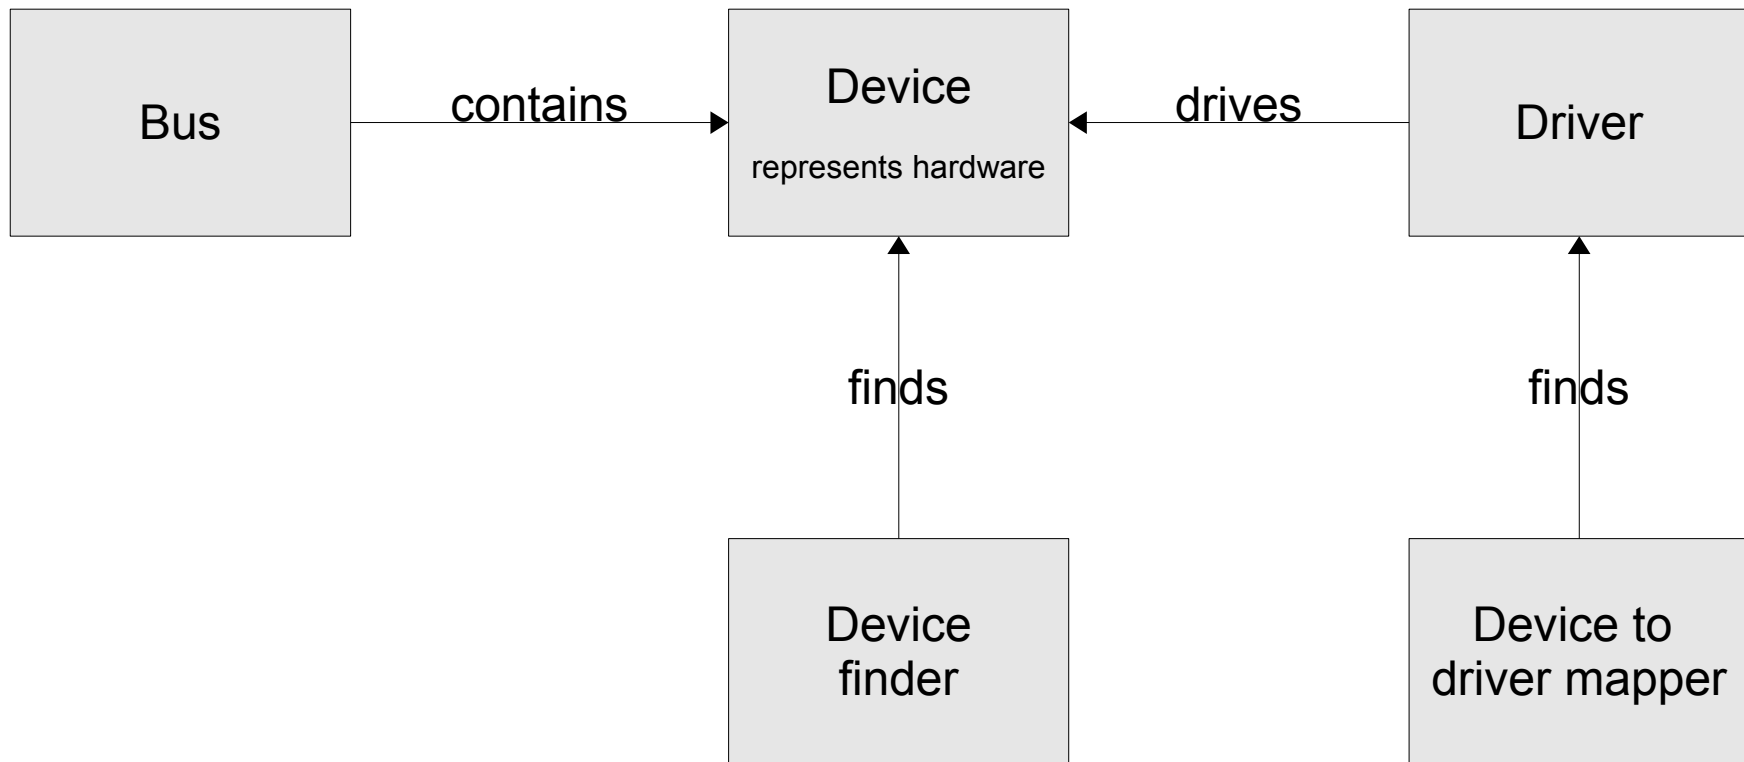 Bus
contains
Device
represents hardware
drives
Driver
finds
finds
Device
finder
Device to
driver mapper